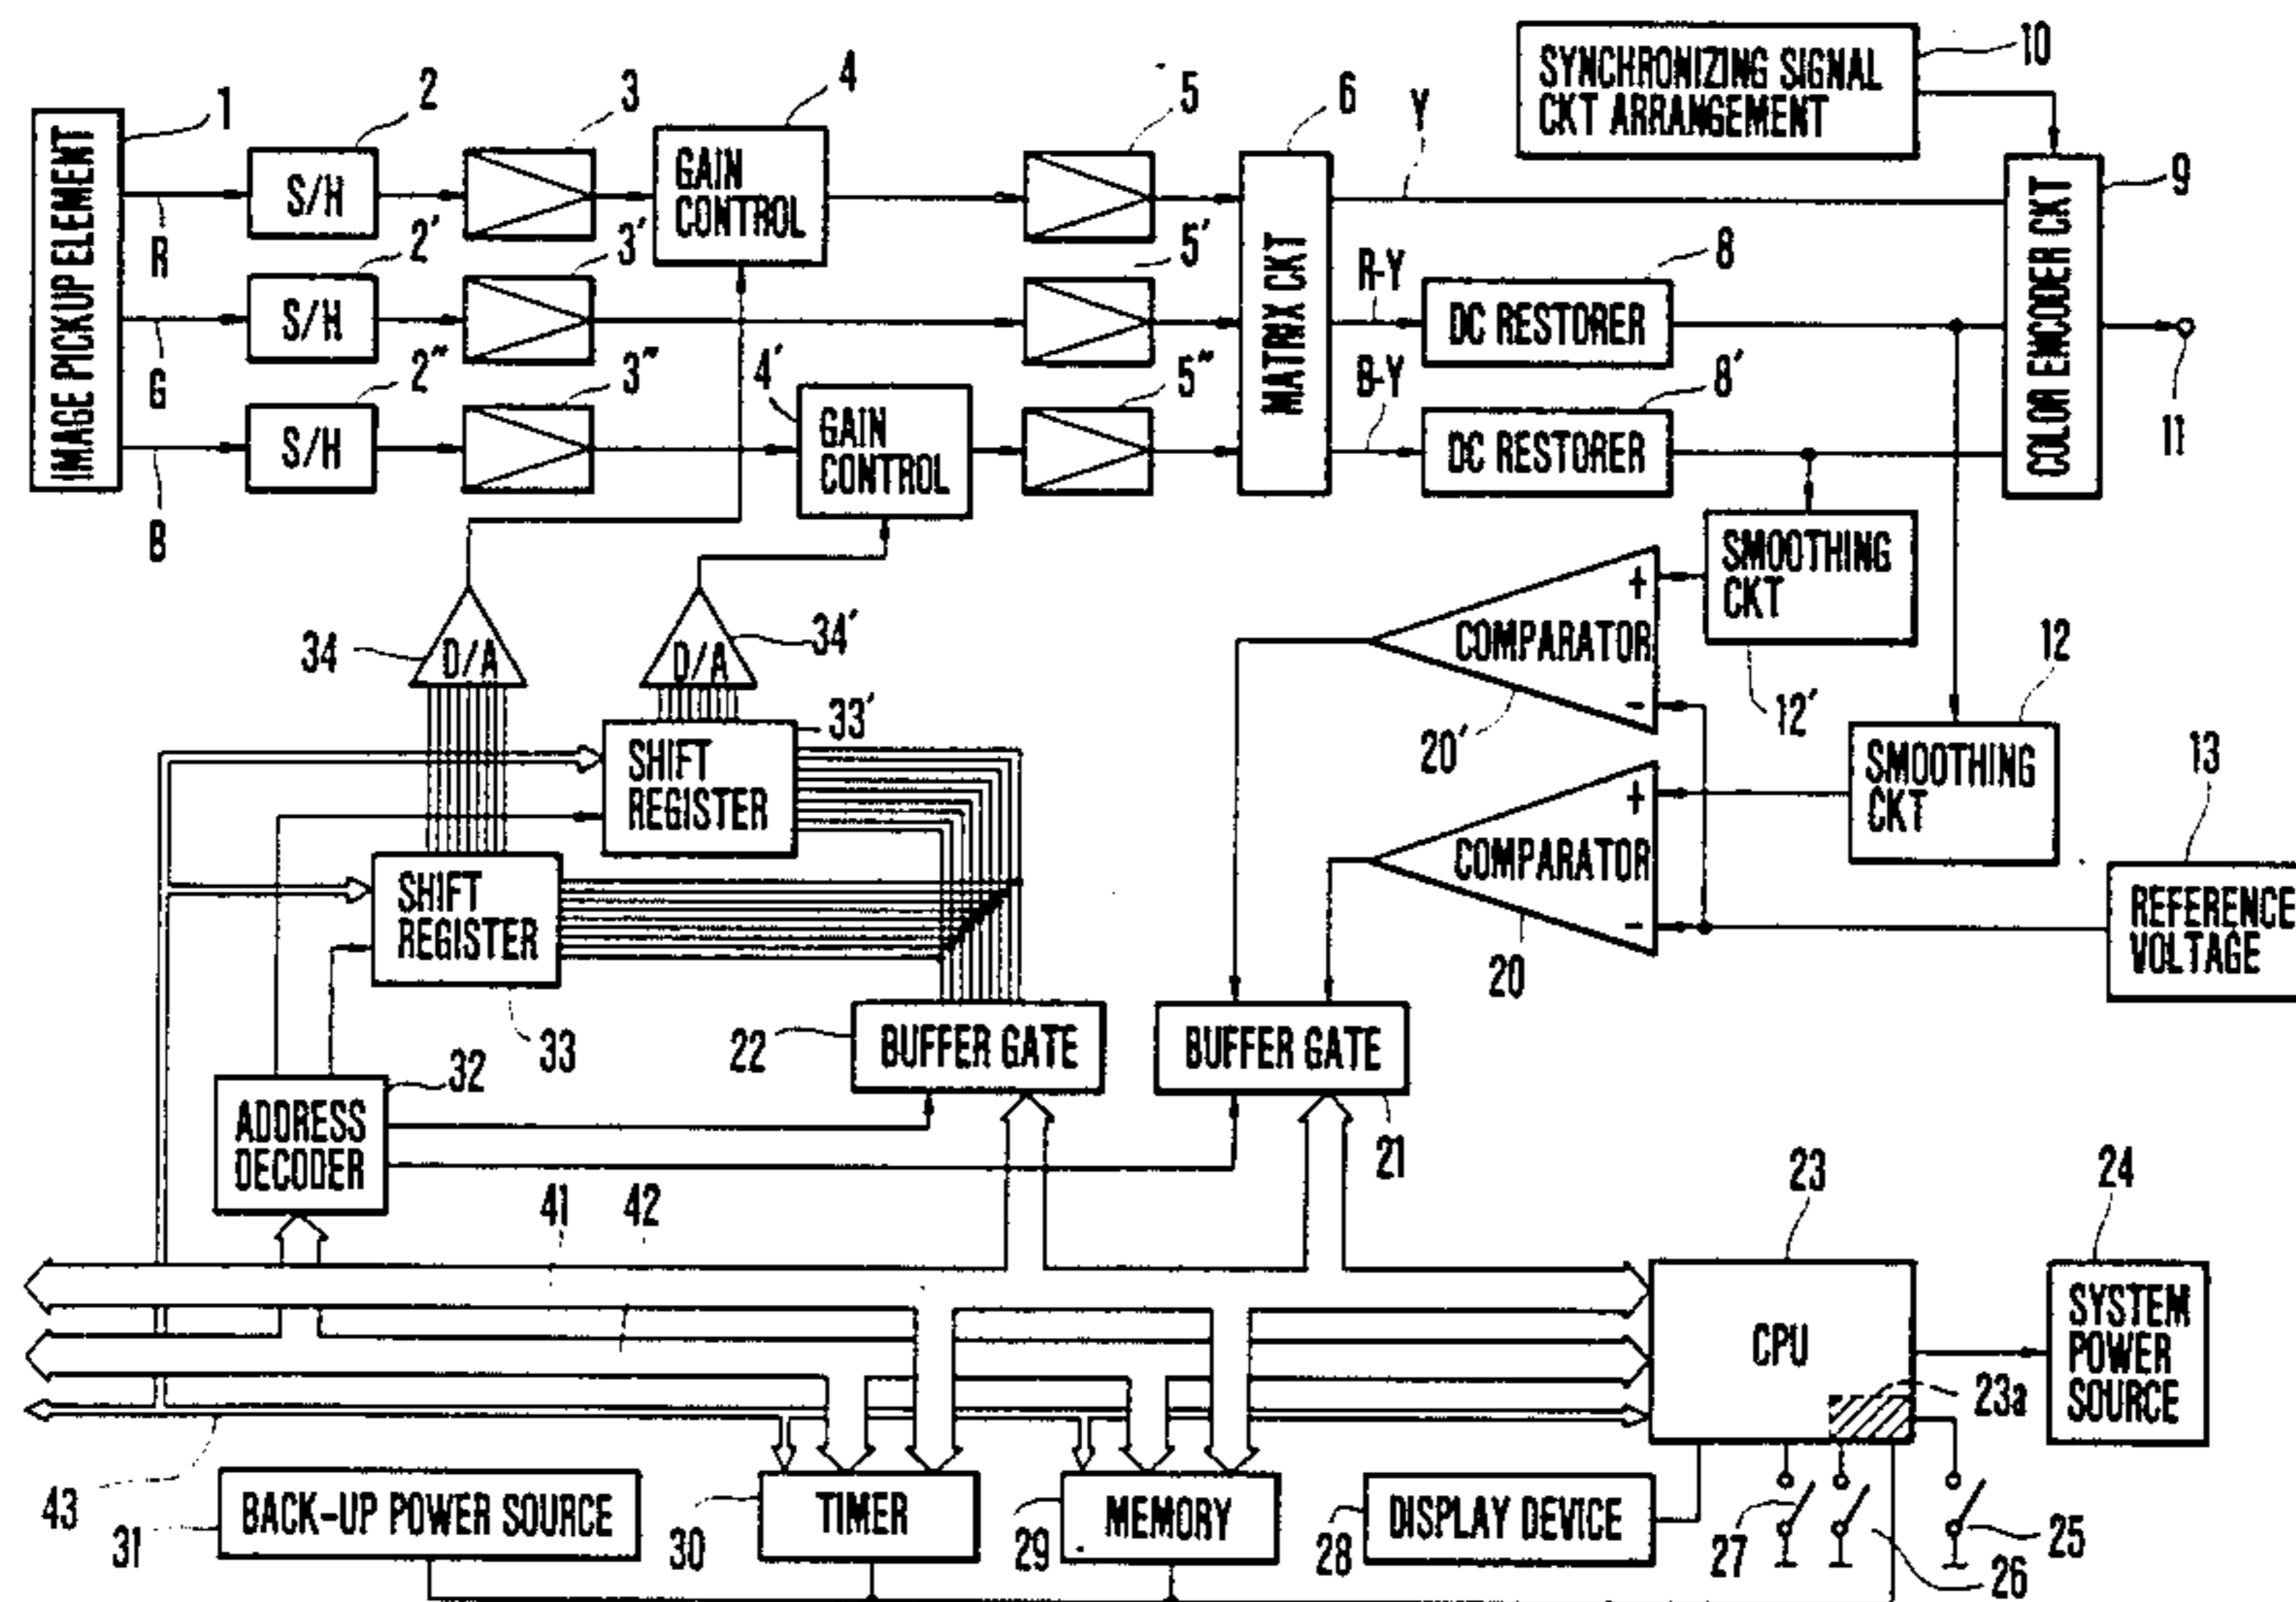 SYNCHRONIZING SIGNAL
CKT ARRANGEMENT
10
1
2
3
4
5
6
Y
9
IMAGE PICKUP ELEMENT
S/H
GAIN
CONTROL
MATRIX CKT
COLOR ENCODER CKT
R
2'
3'
5'
R-Y
8
S/H
DC RESTORER
G
2"
3"
4'
5"
B-Y
8'
S/H
GAIN
CONTROL
DC RESTORER
11
B
SMOOTHING
CKT
12'
34
D/A
34'
D/A
+
COMPARATOR
-
20'
12
SMOOTHING
CKT
13
33'
SHIFT
REGISTER
+
COMPARATOR
-
20
REFERENCE
VOLTAGE
SHIFT
REGISTER
33
22
BUFFER GATE
BUFFER GATE
21
32
ADDRESS
DECODER
41
42
23
24
CPU
23a
SYSTEM
POWER
SOURCE
43
31
BACK-UP POWER SOURCE
30
TIMER
29
MEMORY
28
DISPLAY DEVICE
27
26
25